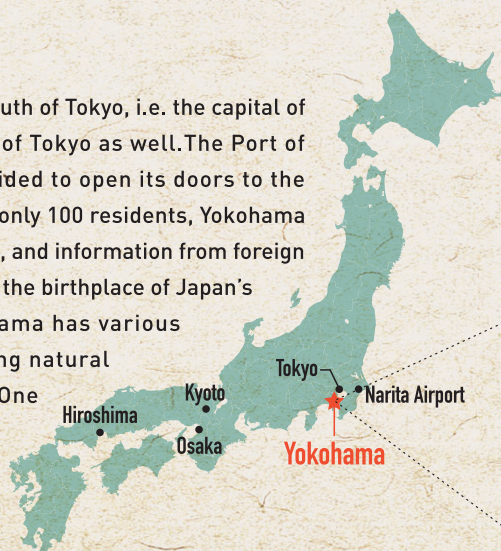 uth of Tokyo, i.e. the capital of
of Tokyo as well.The Port of
ided to open its doors to the
only 100 residents, Yokohama
, and information from foreign
the birthplace of Japan's
ama has various
ng natural
One
Tokyo
Narita Airport
Kyoto
Hiroshima
Osaka
Yokohama